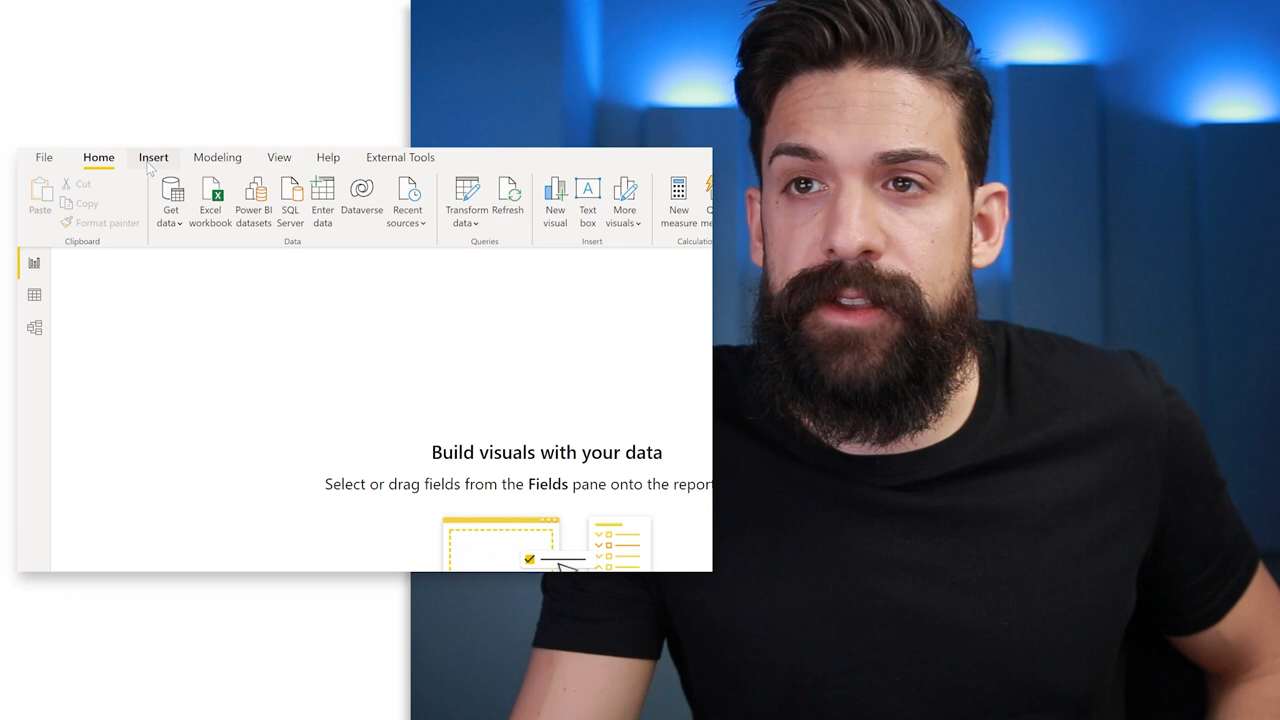 File Home Insert Modeling View Help External Tools
Paste
Cut
Copy
Format painter
Clipboard
Get data
Excel workbook
Power BI datasets
SQL Server
Enter data
Dataverse
Recent sources
Data
Transform data
Refresh
Queries
New visual
Text box
More visuals
Insert
New measure
Build visuals with your data
Select or drag fields from the Fields pane onto the report